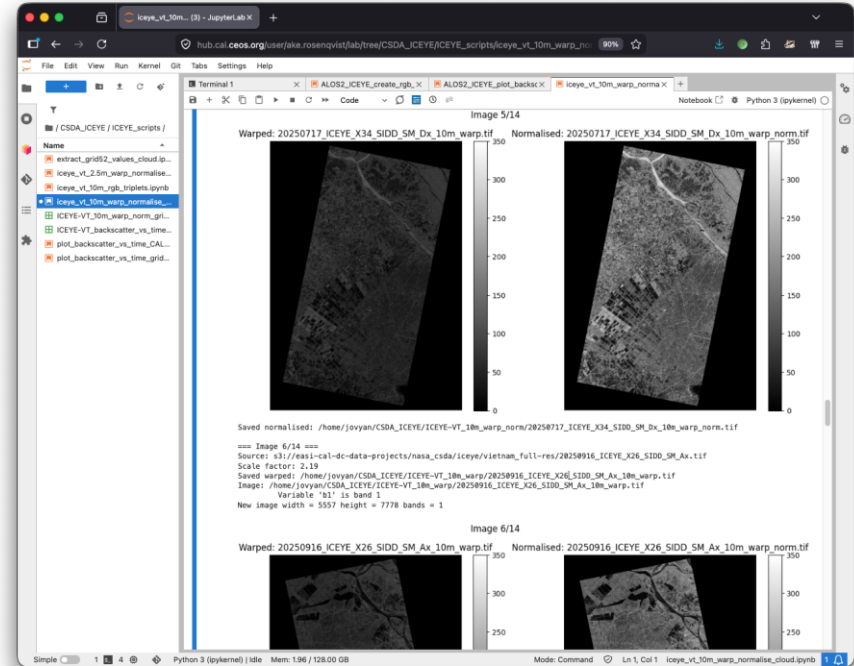 iceye_vt_10m... (3) - JupyterLab
hub.cal.ceos.org/user/ake.rosenqvist/lab/tree/CSDA_ICEYE/ICEYE_scripts/iceye_vt_10m_warp_no
90%
File Edit View Run Kernel Git Tabs Settings Help
Terminal 1
ALOS2_ICEYE_create_rgb_
ALOS2_ICEYE_plot_backsc
iceye_vt_10m_warp_norma
Code
Notebook
Python 3 (ipykernel)
/ CSDA_ICEYE / ICEYE_scripts /
Name
extract_grid52_values_cloud.ip...
iceye_vt_2.5m_warp_normalise...
iceye_vt_10m_rgb_triplets.ipynb
iceye_vt_10m_warp_normalise_...
ICEYE-VT_10m_warp_norm_gri...
ICEYE-VT_backscatter_vs_time...
plot_backscatter_vs_time_CAL...
plot_backscatter_vs_time_grid...
Image 5/14
Warped: 20250717_ICEYE_X34_SIDD_SM_Dx_10m_warp.tif
Normalised: 20250717_ICEYE_X34_SIDD_SM_Dx_10m_warp_norm.tif
350
300
250
200
150
100
50
0
350
300
250
200
150
100
50
0
Saved normalised: /home/jovyan/CSDA_ICEYE/ICEYE-VT_10m_warp_norm/20250717_ICEYE_X34_SIDD_SM_Dx_10m_warp_norm.tif
=== Image 6/14 ===
Source: s3://easi-cal-dc-data-projects/nasa_csda/iceye/vietnam_full-res/20250916_ICEYE_X26_SIDD_SM_Ax.tif
Scale factor: 2.19
Saved warped: /home/jovyan/CSDA_ICEYE/ICEYE-VT_10m_warp/20250916_ICEYE_X26_SIDD_SM_Ax_10m_warp.tif
Image: /home/jovyan/CSDA_ICEYE/ICEYE-VT_10m_warp/20250916_ICEYE_X26_SIDD_SM_Ax_10m_warp.tif
Variable 'b1' is band 1
New image width = 5557 height = 7778 bands = 1
Image 6/14
Warped: 20250916_ICEYE_X26_SIDD_SM_Ax_10m_warp.tif
Normalised: 20250916_ICEYE_X26_SIDD_SM_Ax_10m_warp_norm.tif
350
300
250
350
300
250
Simple
1
4
Python 3 (ipykernel) | Idle
Mem: 1.96 / 128.00 GB
Mode: Command
Ln 1, Col 1
iceye_vt_10m_warp_normalise_cloud.ipynb
1